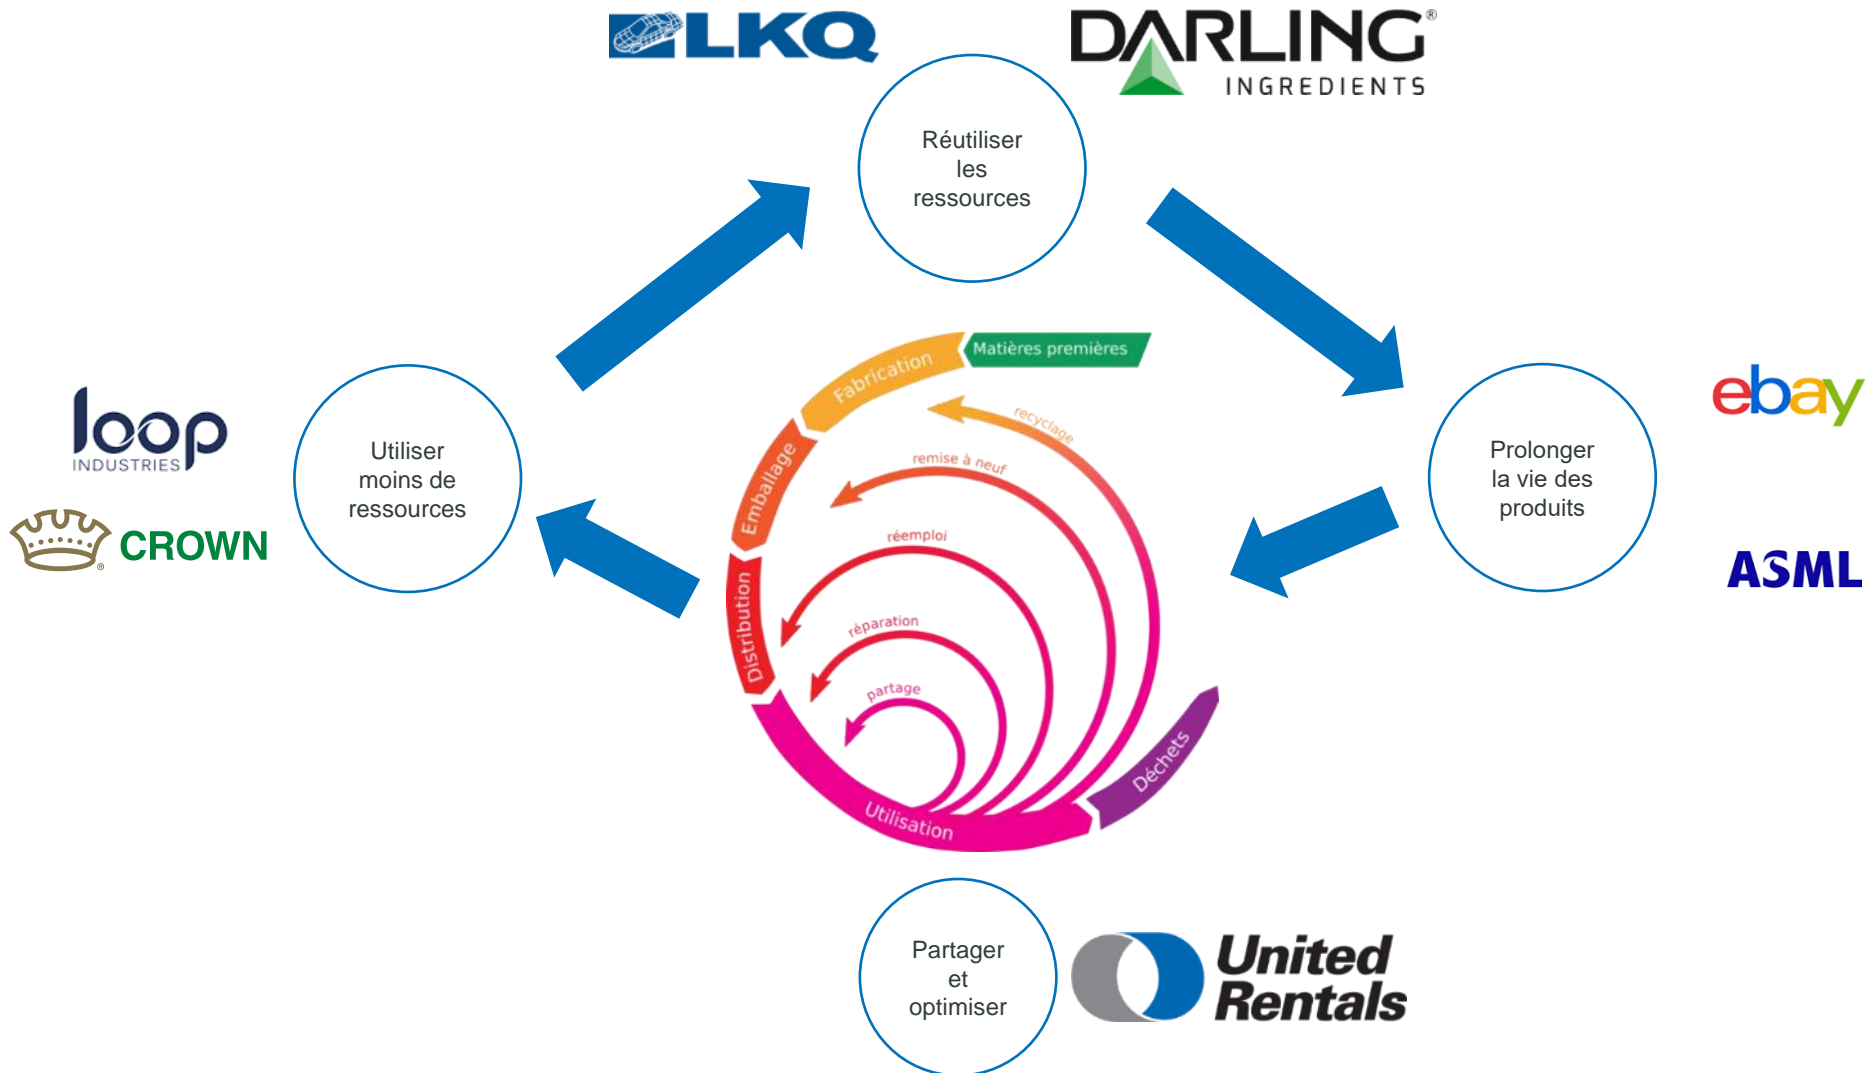 LKQ
DARLING®
INGREDIENTS
Réutiliser
les
ressources
Matières premières
Fabrication
recyclage
Emballage
remise à neuf
réemploi
Distribution
réparation
partage
Utilisation
Déchets
loop
INDUSTRIES
CROWN
®
Utiliser
moins de
ressources
Prolonger
la vie des
produits
ebay
ASML
Partager
et
optimiser
United
Rentals